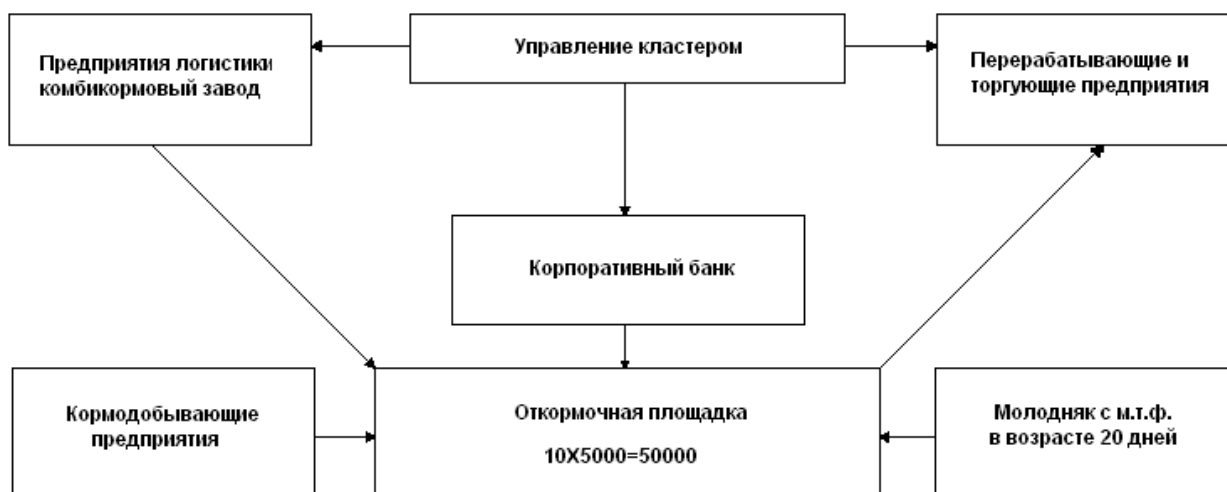 Предприятия логистики
комбикормовый завод
Управление кластером
Перерабатывающие и
торгующие предприятия
Корпоративный банк
Кормодобывающие
предприятия
Откормочная площадка
10X5000=50000
Молодняк с м.т.ф.
в возрасте 20 дней